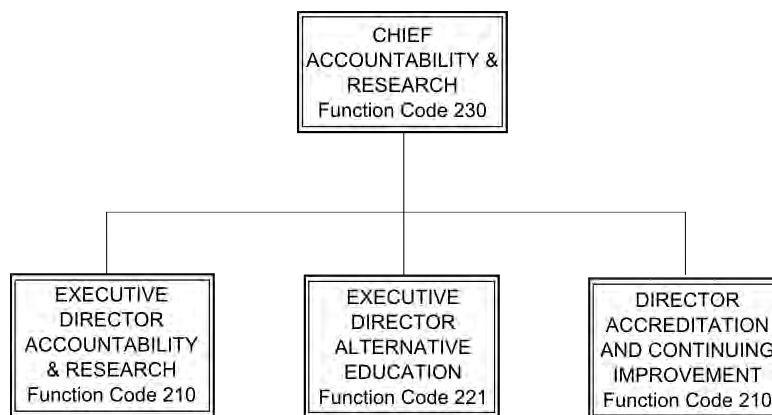 CHIEF
ACCOUNTABILITY &
RESEARCH
Function Code 230
EXECUTIVE
DIRECTOR
ACCOUNTABILITY
& RESEARCH
Function Code 210
EXECUTIVE
DIRECTOR
ALTERNATIVE
EDUCATION
Function Code 221
DIRECTOR
ACCREDITATION
AND CONTINUING
IMPROVEMENT
Function Code 210